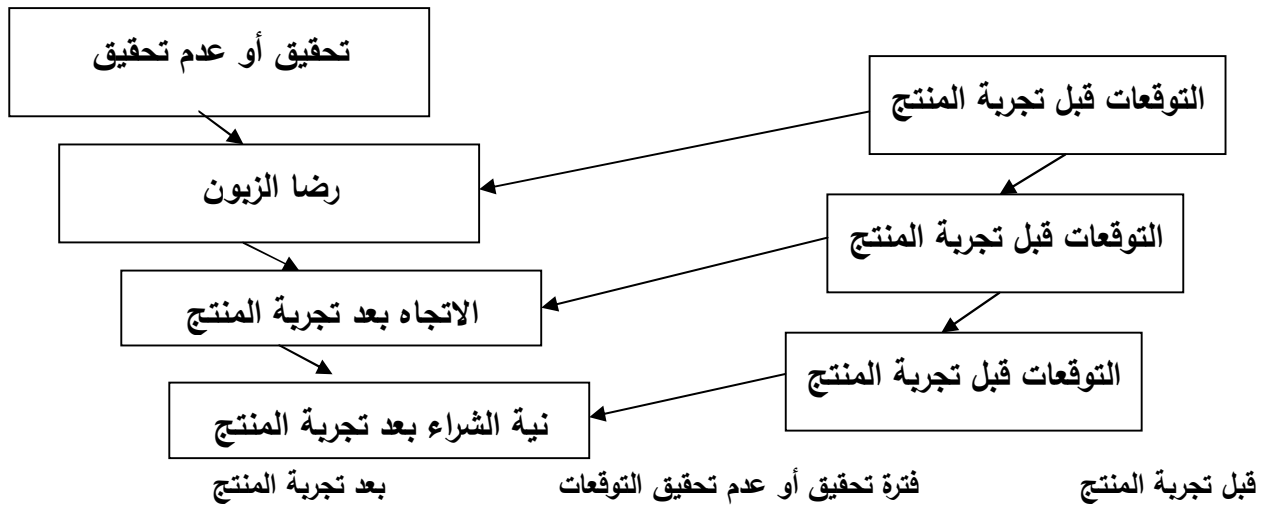 تحقيق أو عدم تحقيق
التوقعات قبل تجربة المنتج
رضا الزبون
التوقعات قبل تجربة المنتج
الاتجاه بعد تجربة المنتج
التوقعات قبل تجربة المنتج
نية الشراء بعد تجربة المنتج
قبل تجربة المنتج فترة تحقيق أو عدم تحقيق التوقعات بعد تجربة المنتج